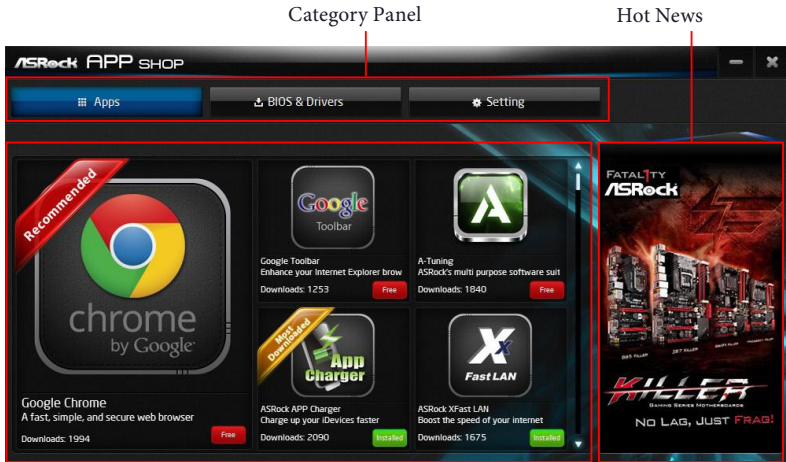 Category Panel
Hot News
ASRock APP SHOP
Apps
BIOS & Drivers
Setting
Recommended
chrome
by Google
Google Chrome
A fast, simple, and secure web browser
Downloads: 1994
Free
Google
Toolbar
Google Toolbar
Enhance your Internet Explorer brow
Downloads: 1253
Free
A
A-Tuning
ASRock's multi purpose software suit
Downloads: 1840
Free
Most
Downloaded
App
Charger
ASRock APP Charger
Charge up your iDevices faster
Downloads: 2090
Installed
X
Fast LAN
ASRock XFast LAN
Boost the speed of your internet
Downloads: 1675
Installed
FATAL1TY
ASRock
B85 KILLER
Z87 KILLER
KILLER
GAMING SERIES MOTHERBOARDS
NO LAG, JUST FRAG!